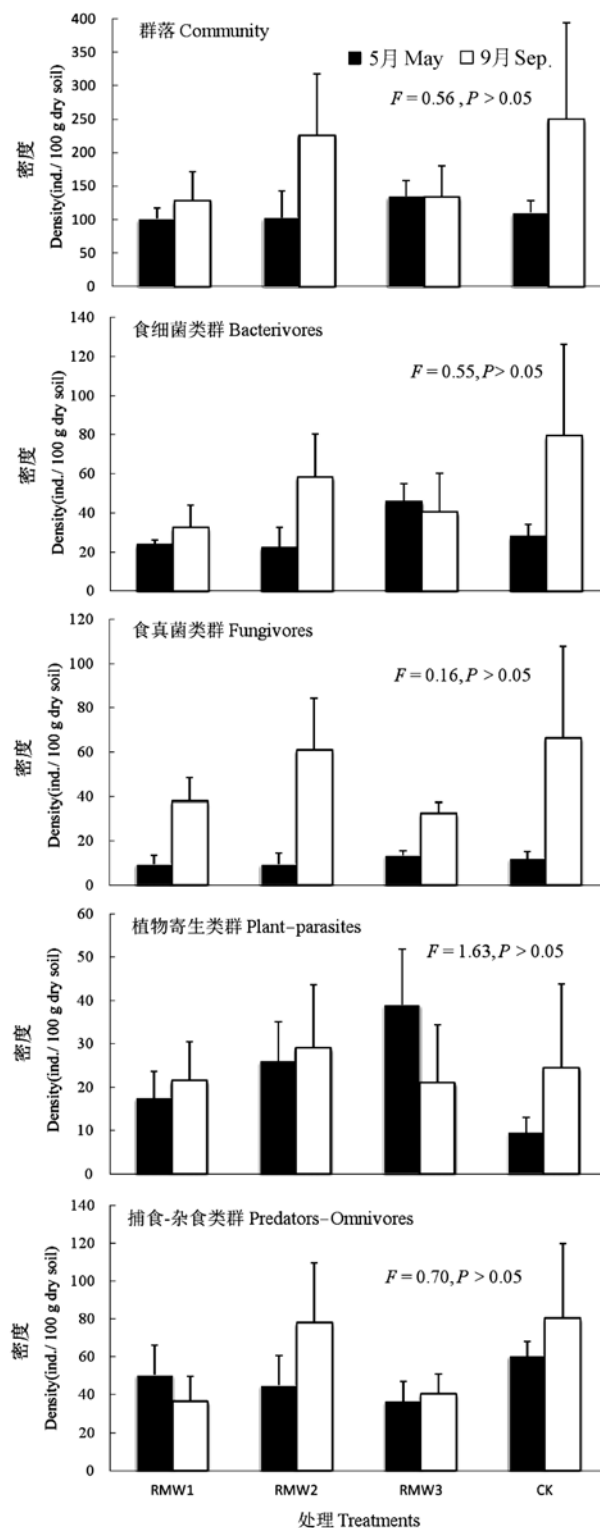 群落 Community
5月 May 9月 Sep.
F = 0.56 , P > 0.05
密度
Density(ind./ 100 g dry soil)
400
350
300
250
200
150
100
50
0
食细菌类群 Bacterivores
F = 0.55, P> 0.05
密度
Density(ind./ 100 g dry soil)
140
120
100
80
60
40
20
0
食真菌类群 Fungivores
F = 0.16, P > 0.05
密度
Density(ind./ 100 g dry soil)
120
100
80
60
40
20
0
植物寄生类群 Plant–parasites
F = 1.63, P > 0.05
密度
Density(ind./ 100 g dry soil)
60
50
40
30
20
10
0
捕食-杂食类群 Predators–Omnivores
F = 0.70, P > 0.05
密度
Density(ind./ 100 g dry soil)
140
120
100
80
60
40
20
0
RMW1 RMW2 RMW3 CK
处理 Treatments